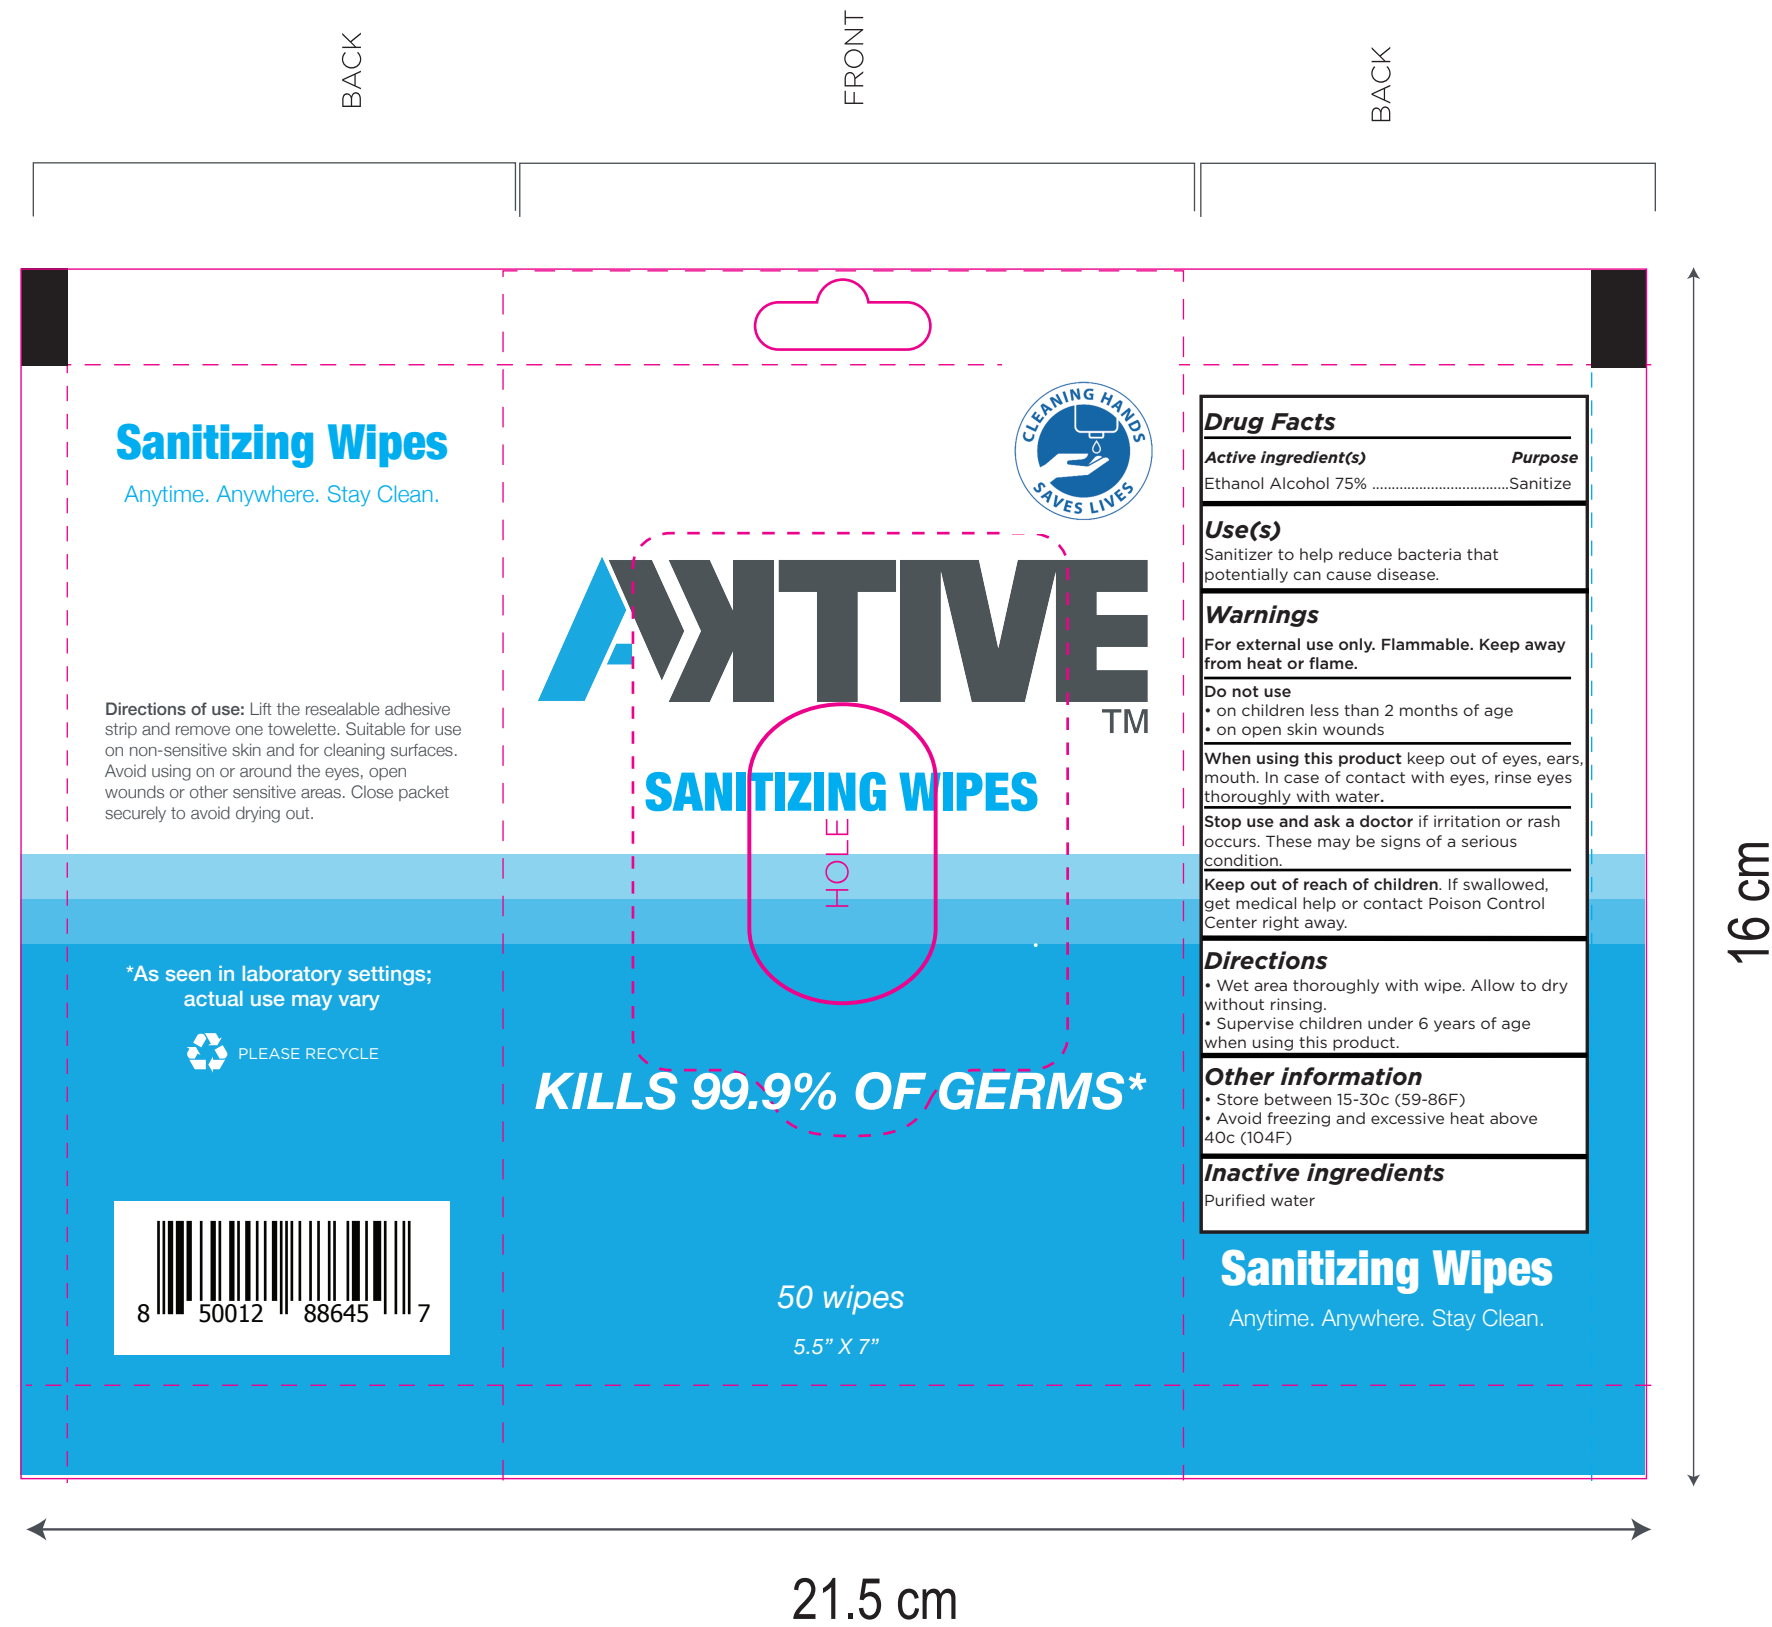 BACK
FRONT
BACK
Sanitizing Wipes
Anytime. Anywhere. Stay Clean.
Directions of use: Lift the resealable adhesive
strip and remove one towelette. Suitable for use
on non-sensitive skin and for cleaning surfaces.
Avoid using on or around the eyes, open
wounds or other sensitive areas. Close packet
securely to avoid drying out.
*As seen in laboratory settings;
actual use may vary
PLEASE RECYCLE
8 50012 88645 7
CLEANING HANDS
SAVES LIVES
AKTIVE
TM
SANITIZING WIPES
HOLE
KILLS 99.9% OF GERMS*
50 wipes
5.5” X 7”
Drug Facts
Active ingredient(s) Purpose
Ethanol Alcohol 75% ...................................Sanitize
Use(s)
Sanitizer to help reduce bacteria that
potentially can cause disease.
Warnings
For external use only. Flammable. Keep away
from heat or flame.
Do not use
• on children less than 2 months of age
• on open skin wounds
When using this product keep out of eyes, ears,
mouth. In case of contact with eyes, rinse eyes
thoroughly with water.
Stop use and ask a doctor if irritation or rash
occurs. These may be signs of a serious
condition.
Keep out of reach of children. If swallowed,
get medical help or contact Poison Control
Center right away.
Directions
• Wet area thoroughly with wipe. Allow to dry
without rinsing.
• Supervise children under 6 years of age
when using this product.
Other information
• Store between 15-30c (59-86F)
• Avoid freezing and excessive heat above
40c (104F)
Inactive ingredients
Purified water
Sanitizing Wipes
Anytime. Anywhere. Stay Clean.
16 cm
21.5 cm